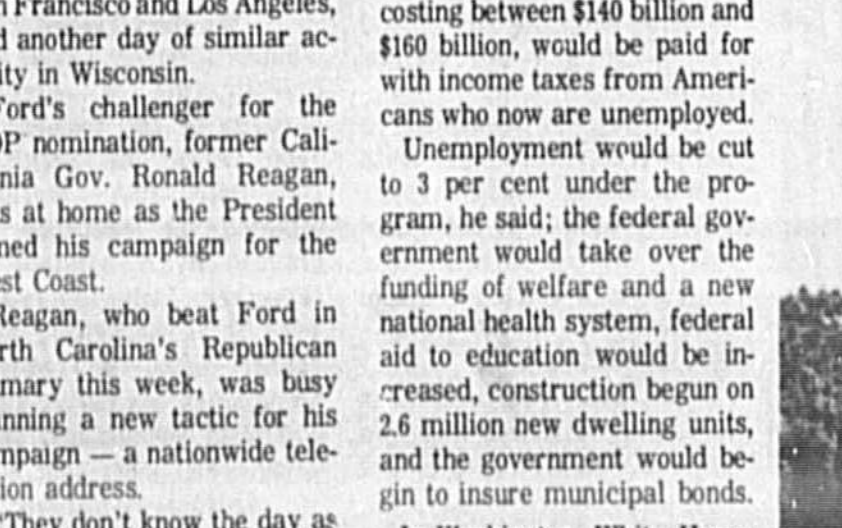 Francisco and Los Angeles,
another day of similar ac-
ity in Wisconsin.
Ford's challenger for the
nomination, former Cali-
nia Gov. Ronald Reagan,
s at home as the President
ned his campaign for the
st Coast.
Reagan, who beat Ford in
rth Carolina's Republican
mary this week, was busy
nning a new tactic for his
mpaign — a nationwide tele-
ion address.
"They don't know the day as
costing between $140 billion and
$160 billion, would be paid for
with income taxes from Ameri-
cans who now are unemployed.
Unemployment would be cut
to 3 per cent under the pro-
gram, he said; the federal gov-
ernment would take over the
funding of welfare and a new
national health system, federal
aid to education would be in-
creased, construction begun on
2.6 million new dwelling units,
and the government would be-
gin to insure municipal bonds.